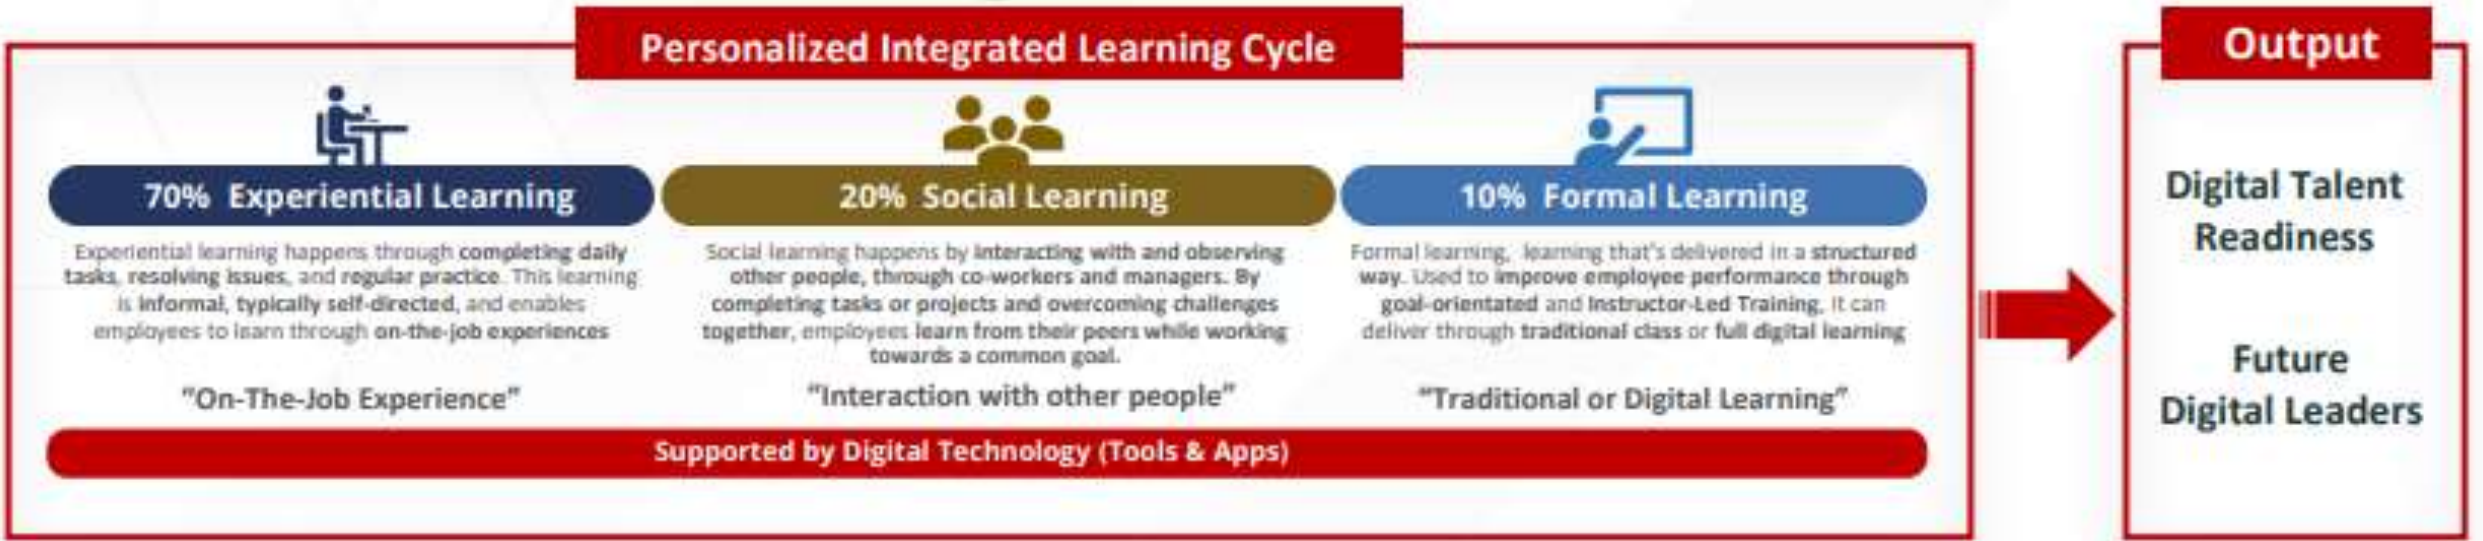 Personalized Integrated Learning Cycle
70% Experiential Learning
Experiential learning happens through completing daily
tasks, resolving issues, and regular practice. This learning
is informal, typically self-directed, and enables
employees to learn through on-the-job experiences
"On-The-Job Experience"
20% Social Learning
Social learning happens by interacting with and observing
other people, through co-workers and managers. By
completing tasks or projects and overcoming challenges
together, employees learn from their peers while working
towards a common goal.
"Interaction with other people"
10% Formal Learning
Formal learning, learning that's delivered in a structured
way. Used to improve employee performance through
goal-orientated and Instructor-Led Training, it can
deliver through traditional class or full digital learning
"Traditional or Digital Learning"
Supported by Digital Technology (Tools & Apps)
Output
Digital Talent
Readiness
Future
Digital Leaders